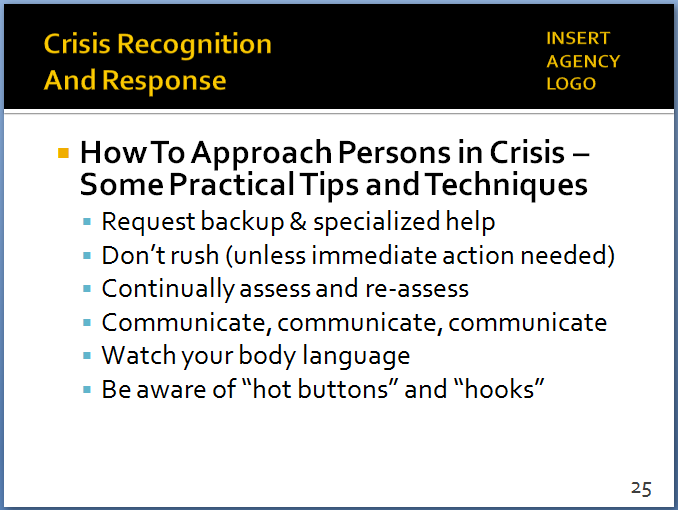 Crisis Recognition
And Response
INSERT
AGENCY
LOGO
How To Approach Persons in Crisis –
Some Practical Tips and Techniques
Request backup & specialized help
Don’t rush (unless immediate action needed)
Continually assess and re-assess
Communicate, communicate, communicate
Watch your body language
Be aware of “hot buttons” and “hooks”
25